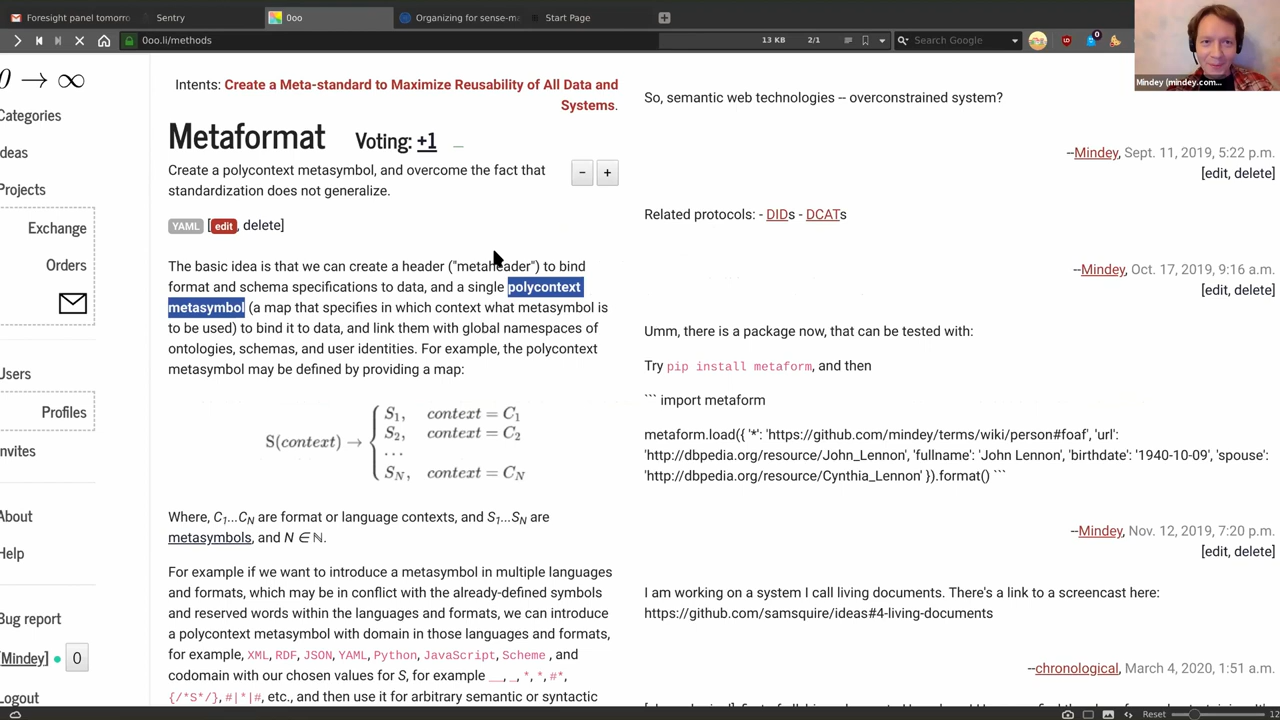 Foresight panel tomorro
Sentry
0oo
Organizing for sense-ma
Start Page
0oo.li/methods
13 KB
2/1
Search Google
0
Mindey (mindey.com...
0 → ∞
Categories
deas
Projects
Exchange
Orders
Users
Profiles
nvites
About
Help
Bug report
[Mindey]
0
Logout
Intents: Create a Meta-standard to Maximize Reusability of All Data and
Systems.
Metaformat Voting: +1 _
Create a polycontext metasymbol, and overcome the fact that
standardization does not generalize.
- +
YAML [edit, delete]
The basic idea is that we can create a header ("metaheader") to bind
format and schema specifications to data, and a single polycontext
metasymbol (a map that specifies in which context what metasymbol is
to be used) to bind it to data, and link them with global namespaces of
ontologies, schemas, and user identities. For example, the polycontext
metasymbol may be defined by providing a map:
S(context) → { S1, context = C1
S2, context = C2
...
SN, context = CN
Where, C1...CN are format or language contexts, and S1...SN are
metasymbols, and N ∈ ℕ.
For example if we want to introduce a metasymbol in multiple languages
and formats, which may be in conflict with the already-defined symbols
and reserved words within the languages and formats, we can introduce
a polycontext metasymbol with domain in those languages and formats,
for example, XML, RDF, JSON, YAML, Python, JavaScript, Scheme , and
codomain with our chosen values for S, for example __, _, *, *, #*,
{/*S*/}, #|*|#, etc., and then use it for arbitrary semantic or syntactic
So, semantic web technologies -- overconstrained system?
--Mindey, Sept. 11, 2019, 5:22 p.m.
[edit, delete]
Related protocols: - DIDs - DCATs
--Mindey, Oct. 17, 2019, 9:16 a.m.
[edit, delete]
Umm, there is a package now, that can be tested with:
Try pip install metaform, and then
``` import metaform
metaform.load({ '*': 'https://github.com/mindey/terms/wiki/person#foaf', 'url':
'http://dbpedia.org/resource/John_Lennon', 'fullname': 'John Lennon', 'birthdate': '1940-10-09', 'spouse':
'http://dbpedia.org/resource/Cynthia_Lennon' }).format() ```
--Mindey, Nov. 12, 2019, 7:20 p.m.
[edit, delete]
I am working on a system I call living documents. There's a link to a screencast here:
https://github.com/samsquire/ideas#4-living-documents
--chronological, March 4, 2020, 1:51 a.m.
Reset
12